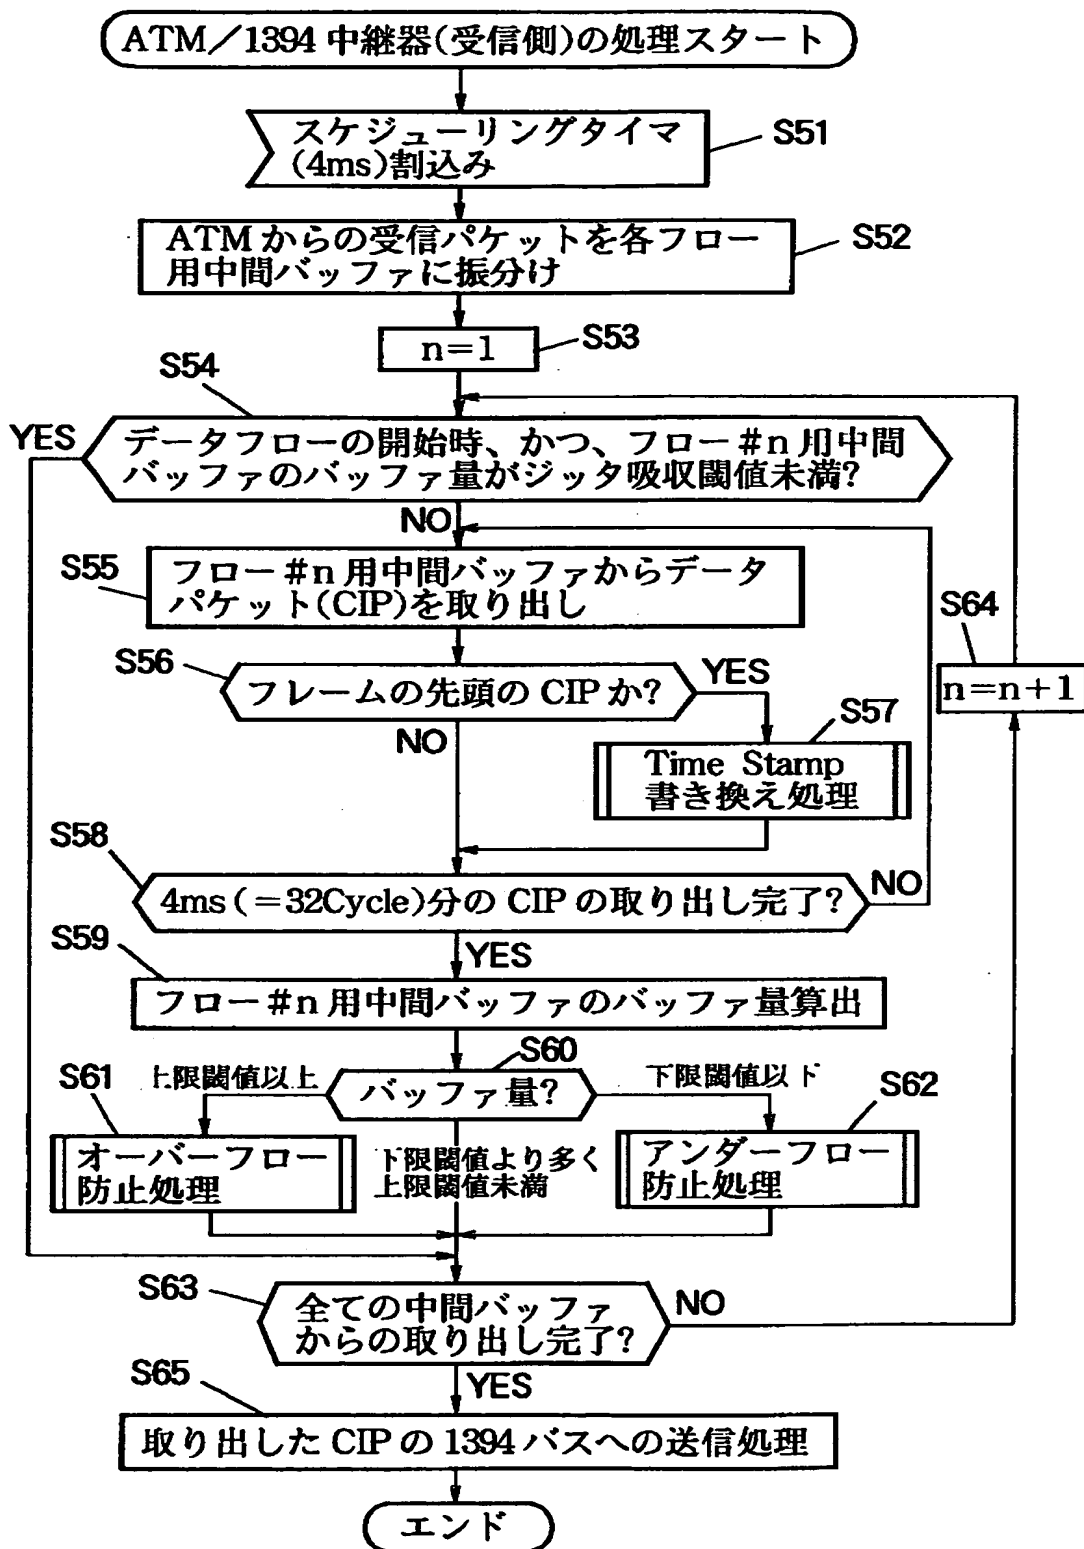 ATM/1394 中継器(受信側)の処理スタート
スケジューリングタイマ
(4ms)割込み
S51
ATM からの受信パケットを各フロー
用中間バッファに振分け
S52
n=1
S53
S54
YES
データフローの開始時、かつ、フロー#n 用中間
バッファのバッファ量がジッタ吸収閾値未満?
NO
S55
フロー#n 用中間バッファからデータ
パケット(CIP)を取り出し
S64
n=n+1
S56
フレームの先頭の CIP か?
YES
NO
S57
Time Stamp
書き換え処理
S58
4ms(=32Cycle)分の CIP の取り出し完了?
NO
YES
S59
フロー#n 用中間バッファのバッファ量算出
S60
バッファ量?
上限閾値以上
下限閾値以下
S61
オーバーフロー
防止処理
下限閾値より多く
上限閾値未満
S62
アンダーフロー
防止処理
S63
全ての中間バッファ
からの取り出し完了?
NO
YES
S65
取り出した CIP の 1394 バスへの送信処理
エンド